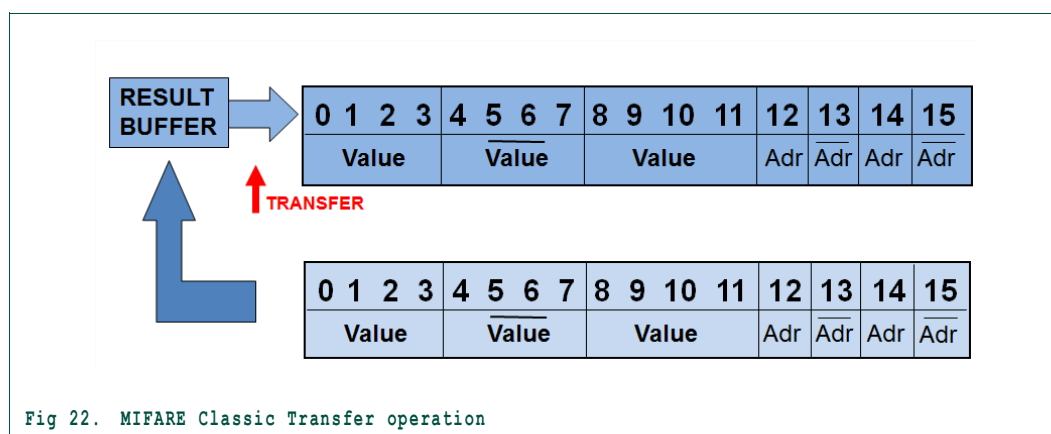 RESULT
BUFFER
0 1 2 3 4 5 6 7 8 9 10 11 12 13 14 15
Value Value Value Adr Adr Adr Adr
TRANSFER
0 1 2 3 4 5 6 7 8 9 10 11 12 13 14 15
Value Value Value Adr Adr Adr Adr
Fig 22. MIFARE Classic Transfer operation